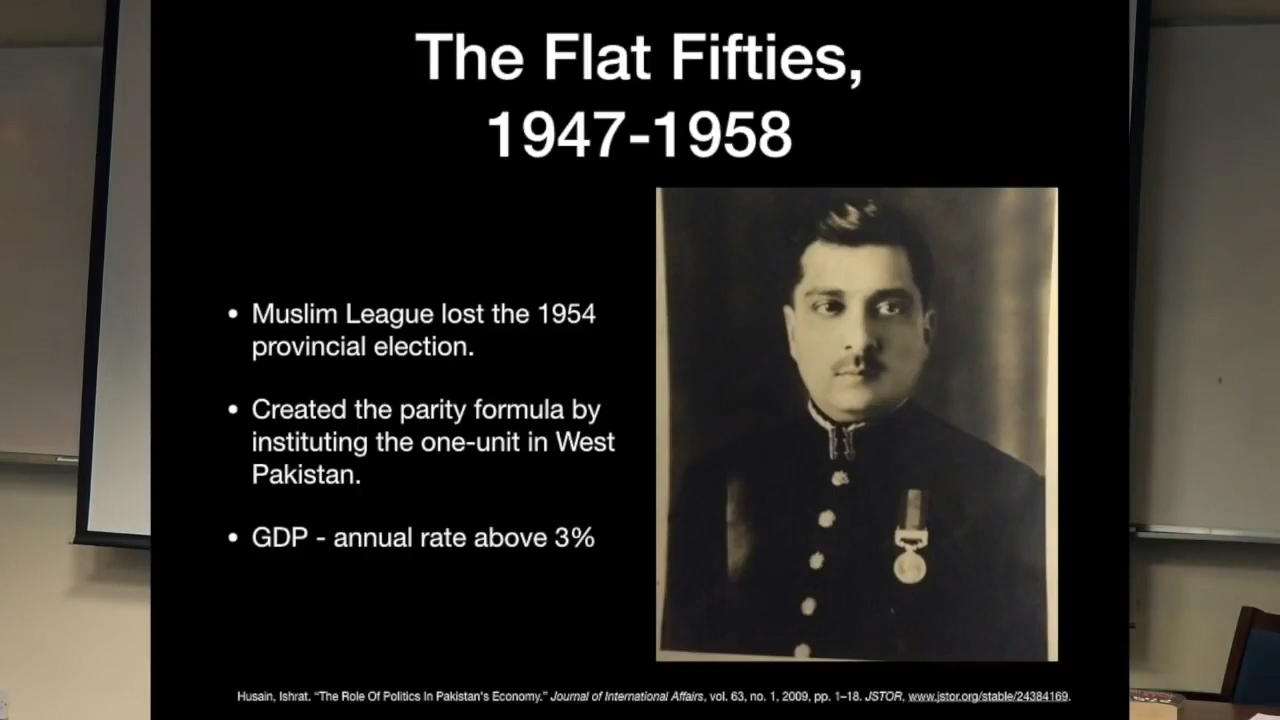 The Flat Fifties,
1947-1958
• Muslim League lost the 1954
provincial election.
• Created the parity formula by
instituting the one-unit in West
Pakistan.
• GDP - annual rate above 3%
Husain, Ishrat. “The Role Of Politics In Pakistan's Economy.” Journal of International Affairs, vol. 63, no. 1, 2009, pp. 1–18. JSTOR, www.jstor.org/stable/24384169.